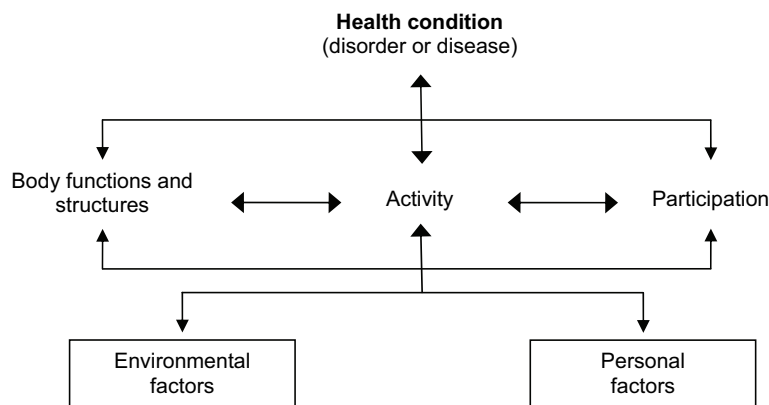 Health condition
(disorder or disease)
Body functions and
structures
Activity
Participation
Environmental
factors
Personal
factors